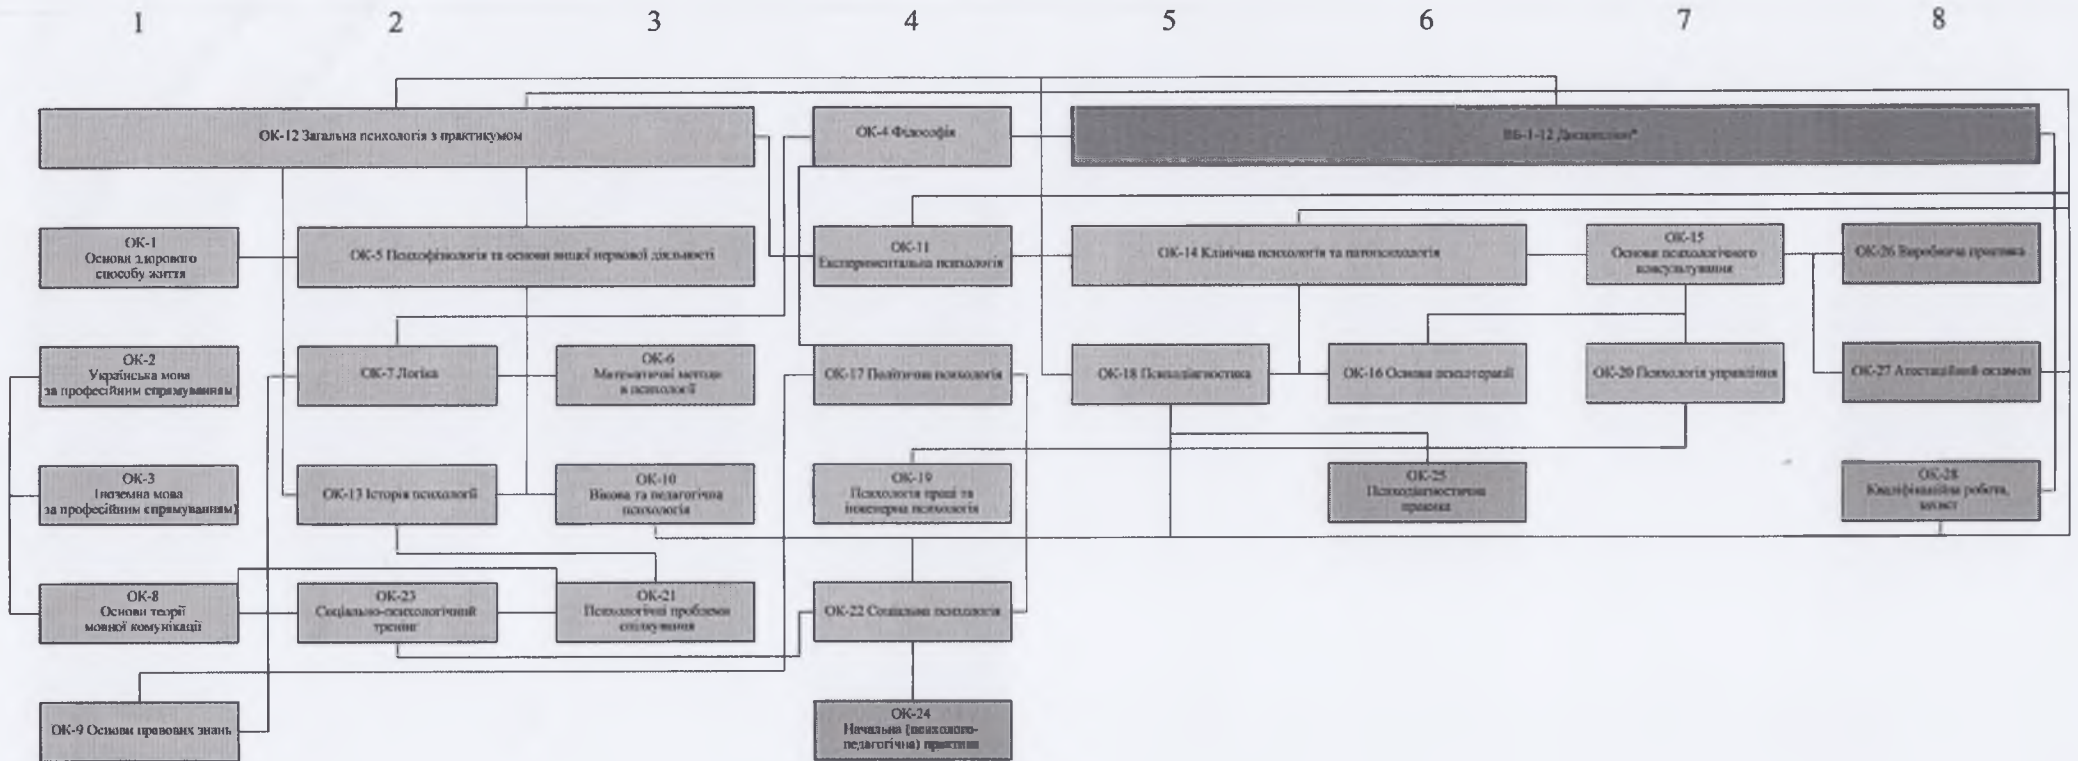 1 2 3 4 5 6 7 8
ОК-12 Загальна психологія з практикумом
ОК-4 Філософія
ВБ-1-12 Дисципліни*
ОК-1
Основи здорового
способу життя
ОК-5 Психофізіологія та основи вищої нервової діяльності
ОК-11
Експериментальна психологія
ОК-14 Клінічна психологія та патопсихологія
ОК-15
Основи психологічного
консультування
ОК-26 Виробнича практика
ОК-2
Українська мова
за професійним спрямуванням)
ОК-7 Логіка
ОК-6
Математичні методи
в психології
ОК-17 Політична психологія
ОК-18 Психодіагностика
ОК-16 Основи психотерапії
ОК-20 Психологія управління
ОК-27 Атестаційний екзамен
ОК-3
Іноземна мова
за професійним спрямуванням)
ОК-13 Історія психології
ОК-10
Вікова та педагогічна
психологія
ОК-19
Психологія праці та
інженерна психологія
ОК-25
Психодіагностична
практика
ОК-28
Кваліфікаційна робота,
захист
ОК-8
Основи теорії
мовної комунікації
ОК-23
Соціально-психологічний
тренінг
ОК-21
Психологічні проблеми
спілкування
ОК-22 Соціальна психологія
ОК-9 Основи правових знань
ОК-24
Начальна (психолого-
педагогічна) практика